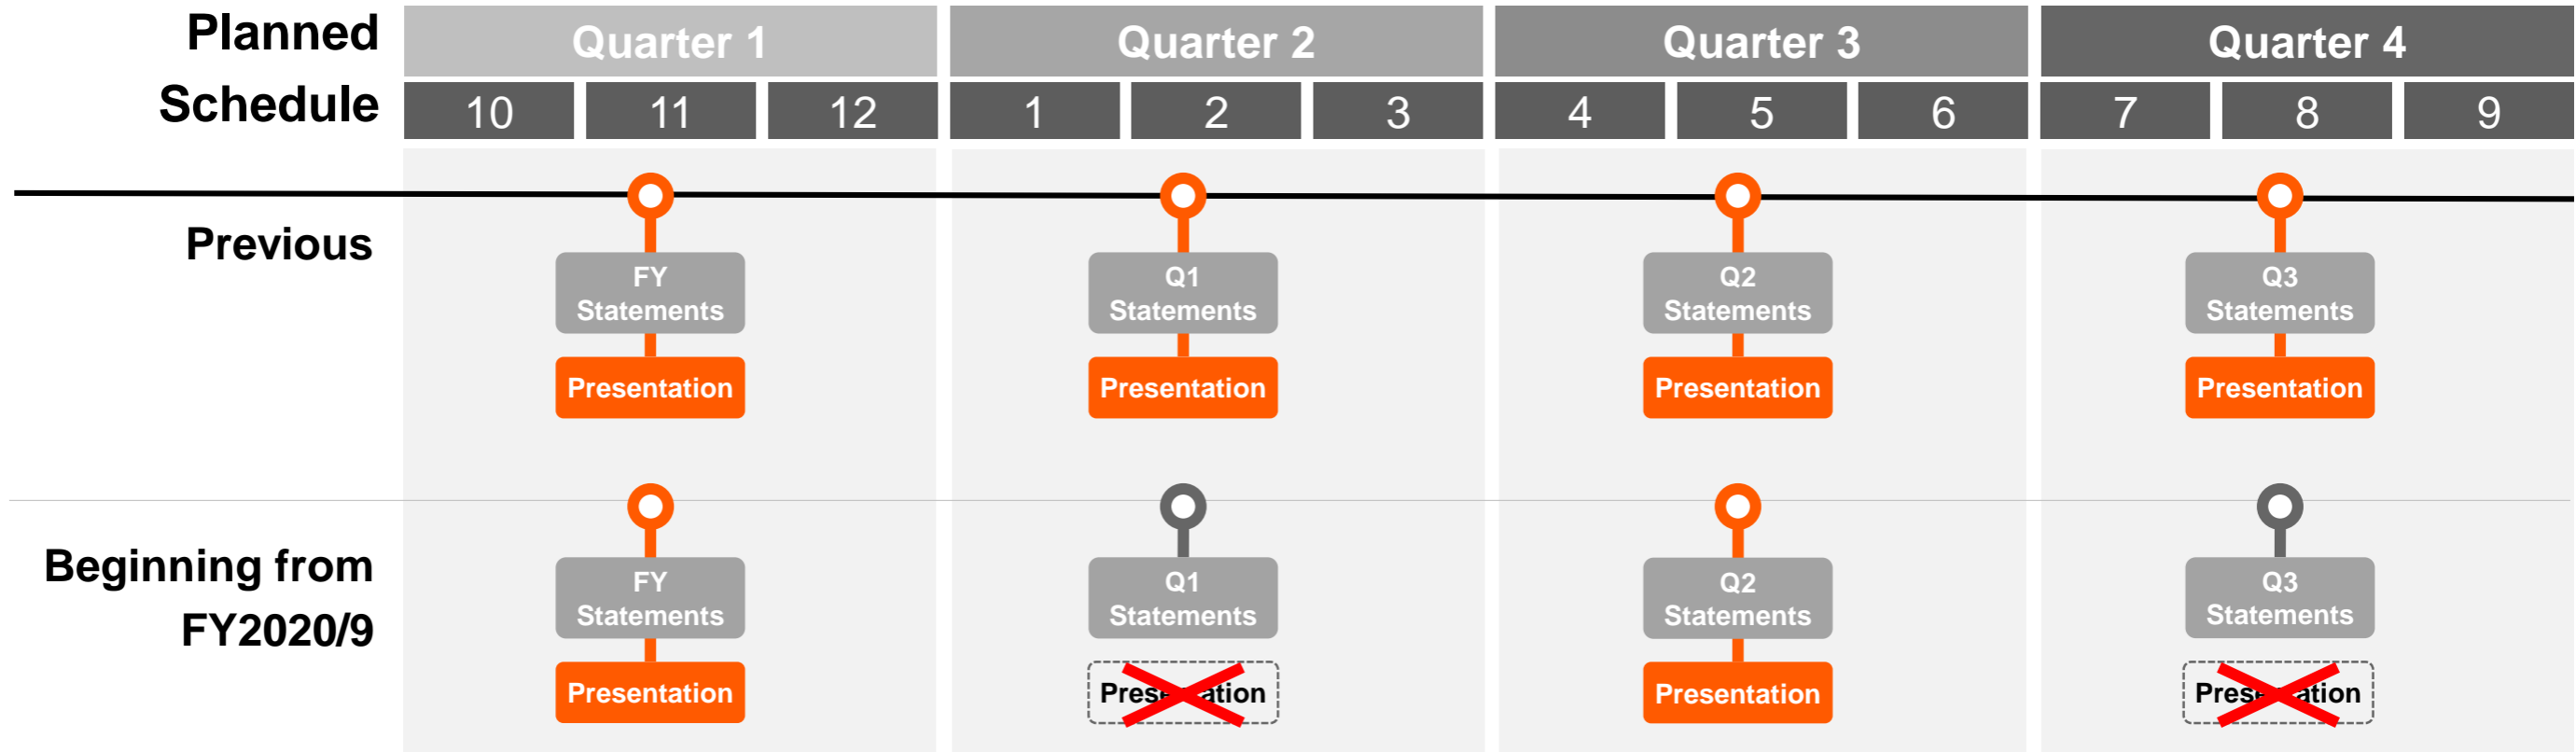 Planned
Schedule
Quarter 1
Quarter 2
Quarter 3
Quarter 4
10
11
12
1
2
3
4
5
6
7
8
9
Previous
FY
Statements
Presentation
Q1
Statements
Presentation
Q2
Statements
Presentation
Q3
Statements
Presentation
Beginning from
FY2020/9
FY
Statements
Presentation
Q1
Statements
Presentation
Q2
Statements
Presentation
Q3
Statements
Presentation